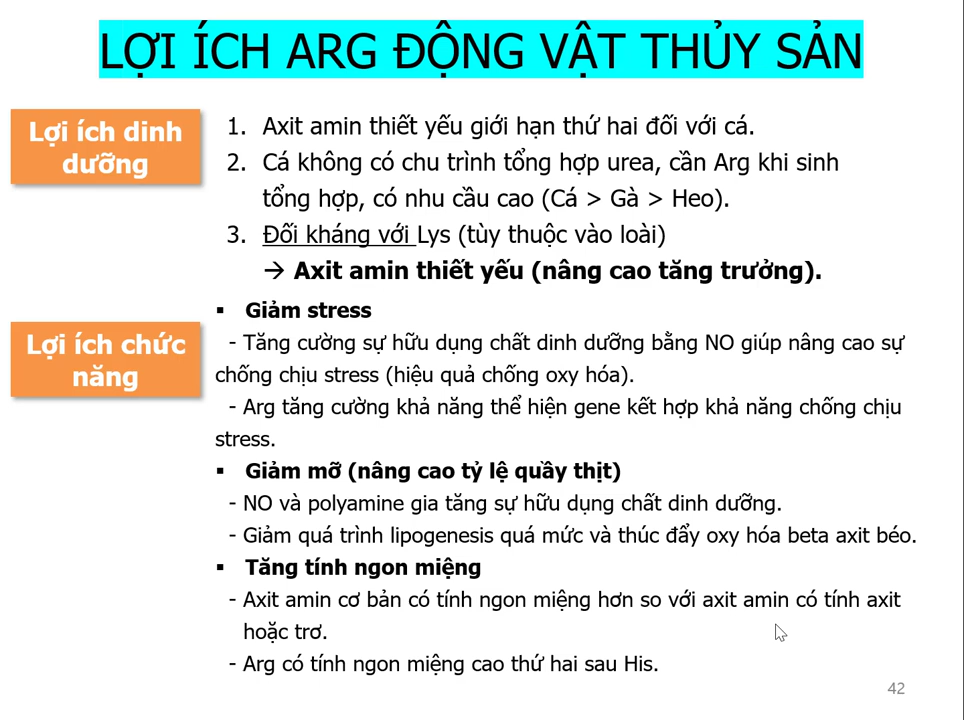 LỢI ÍCH ARG ĐỘNG VẬT THỦY SẢN
Lợi ích dinh
dưỡng
1. Axit amin thiết yếu giới hạn thứ hai đối với cá.
2. Cá không có chu trình tổng hợp urea, cần Arg khi sinh
tổng hợp, có nhu cầu cao (Cá > Gà > Heo).
3. Đối kháng với Lys (tùy thuộc vào loài)
→ Axit amin thiết yếu (nâng cao tăng trưởng).
Lợi ích chức
năng
▪ Giảm stress
- Tăng cường sự hữu dụng chất dinh dưỡng bằng NO giúp nâng cao sự
chống chịu stress (hiệu quả chống oxy hóa).
- Arg tăng cường khả năng thể hiện gene kết hợp khả năng chống chịu
stress.
▪ Giảm mỡ (nâng cao tỷ lệ quầy thịt)
- NO và polyamine gia tăng sự hữu dụng chất dinh dưỡng.
- Giảm quá trình lipogenesis quá mức và thúc đẩy oxy hóa beta axit béo.
▪ Tăng tính ngon miệng
- Axit amin cơ bản có tính ngon miệng hơn so với axit amin có tính axit
hoặc trơ.
- Arg có tính ngon miệng cao thứ hai sau His.
42